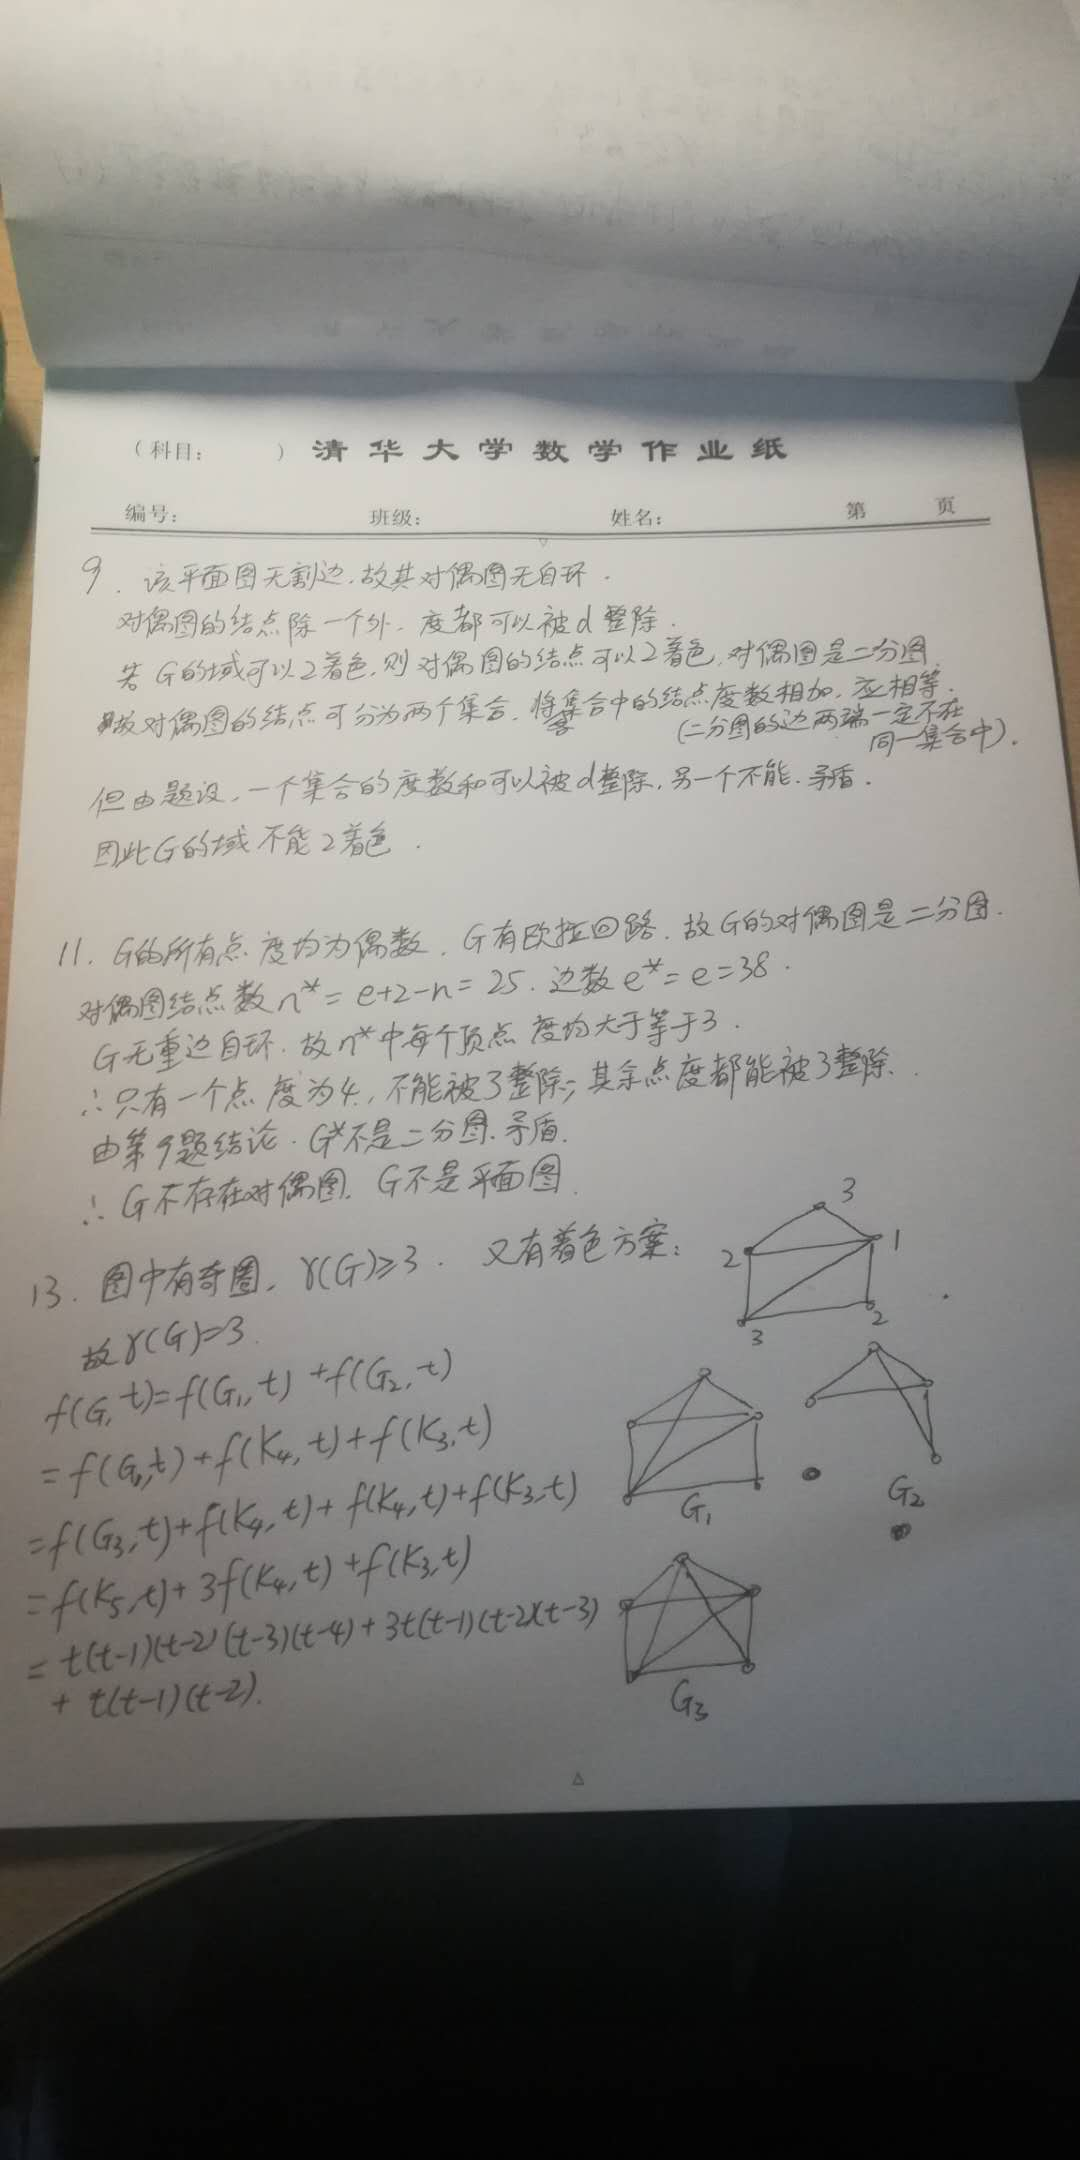 （科目：        ）清华大学数学作业纸
编号：  班级：  姓名：  第  页
9. 该平面图无割边，故其对偶图无自环.
对偶图的结点除一个外，度都可以被d整除.
若G的域可以2着色，则对偶图的结点可以2着色，对偶图是二分图.
故对偶图的结点可分为两个集合，将集合中的结点度数相加，应相等.
(二分图的边两端一定不在
同一集合中).
但由题设，一个集合的度数和可以被d整除，另一个不能.矛盾.
因此G的域不能2着色.
11. G的所有点度均为偶数，G有欧拉回路，故G的对偶图是二分图.
对偶图结点数n*=e+2-n=25.边数e*=e=38.
G无重边自环.故n*中每个顶点度均大于等于3.
∴只有一个点度为4，不能被3整除；其余点度都能被3整除.
由第9题结论.G*不是二分图.矛盾.
∴G不存在对偶图.G不是平面图.
13. 图中有奇圈，γ(G)≥3. 又有着色方案：
3
2
1
3
2
故γ(G)=3.
f(G,t)=f(G₁,t)+f(G₂,t)
=f(G₁,t)+f(K₄,t)+f(K₃,t)
=f(G₃,t)+f(K₄,t)+f(K₄,t)+f(K₃,t)
=f(K₅,t)+3f(K₄,t)+f(K₃,t)
=t(t-1)(t-2)(t-3)(t-4)+3t(t-1)(t-2)(t-3)
+t(t-1)(t-2).
G₁
G₂
G₃